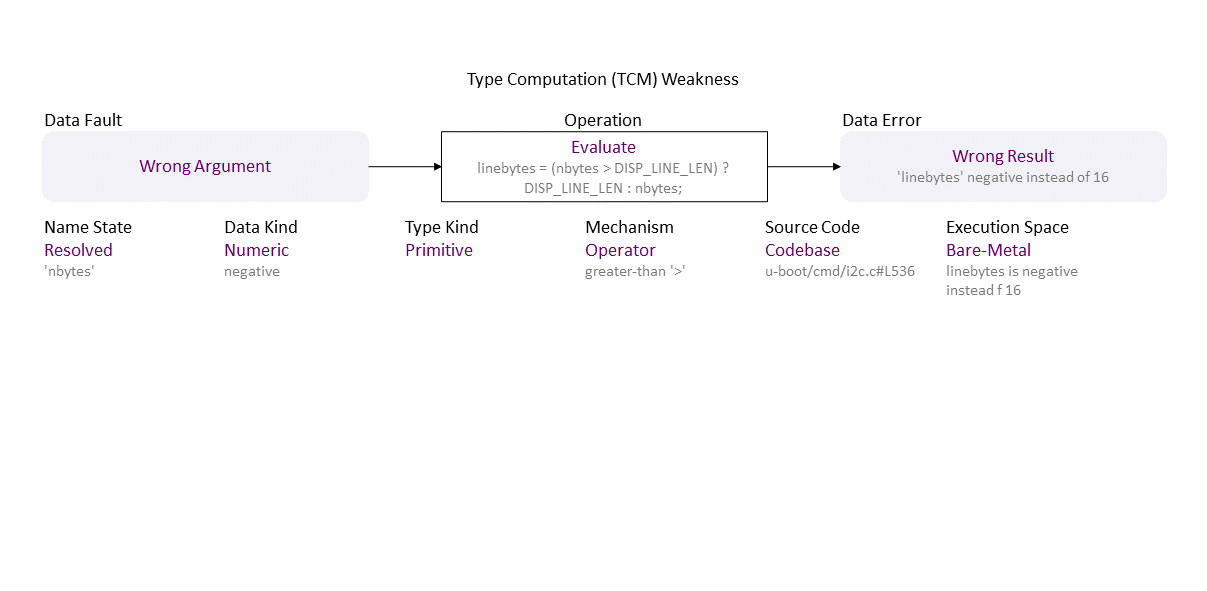 Type Computation (TCM) Weakness
Data Fault
Operation
Data Error
Wrong Argument
Evaluate
linebytes = (nbytes > DISP_LINE_LEN) ?
DISP_LINE_LEN : nbytes;
Wrong Result
'linebytes' negative instead of 16
Name State
Resolved
'nbytes'
Data Kind
Numeric
negative
Type Kind
Primitive
Mechanism
Operator
greater-than '>'
Source Code
Codebase
u-boot/cmd/i2c.c#L536
Execution Space
Bare-Metal
linebytes is negative
instead f 16